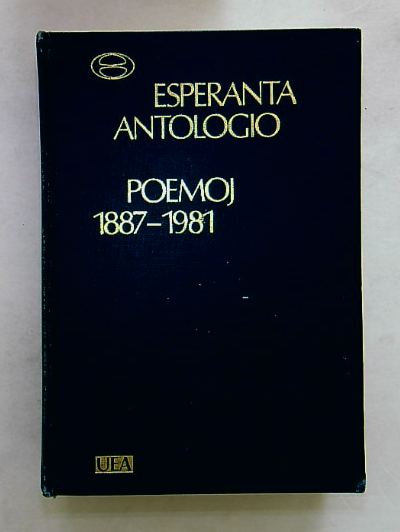 ESPERANTA
ANTOLOGIO
POEMOJ
1887–1981
UEA